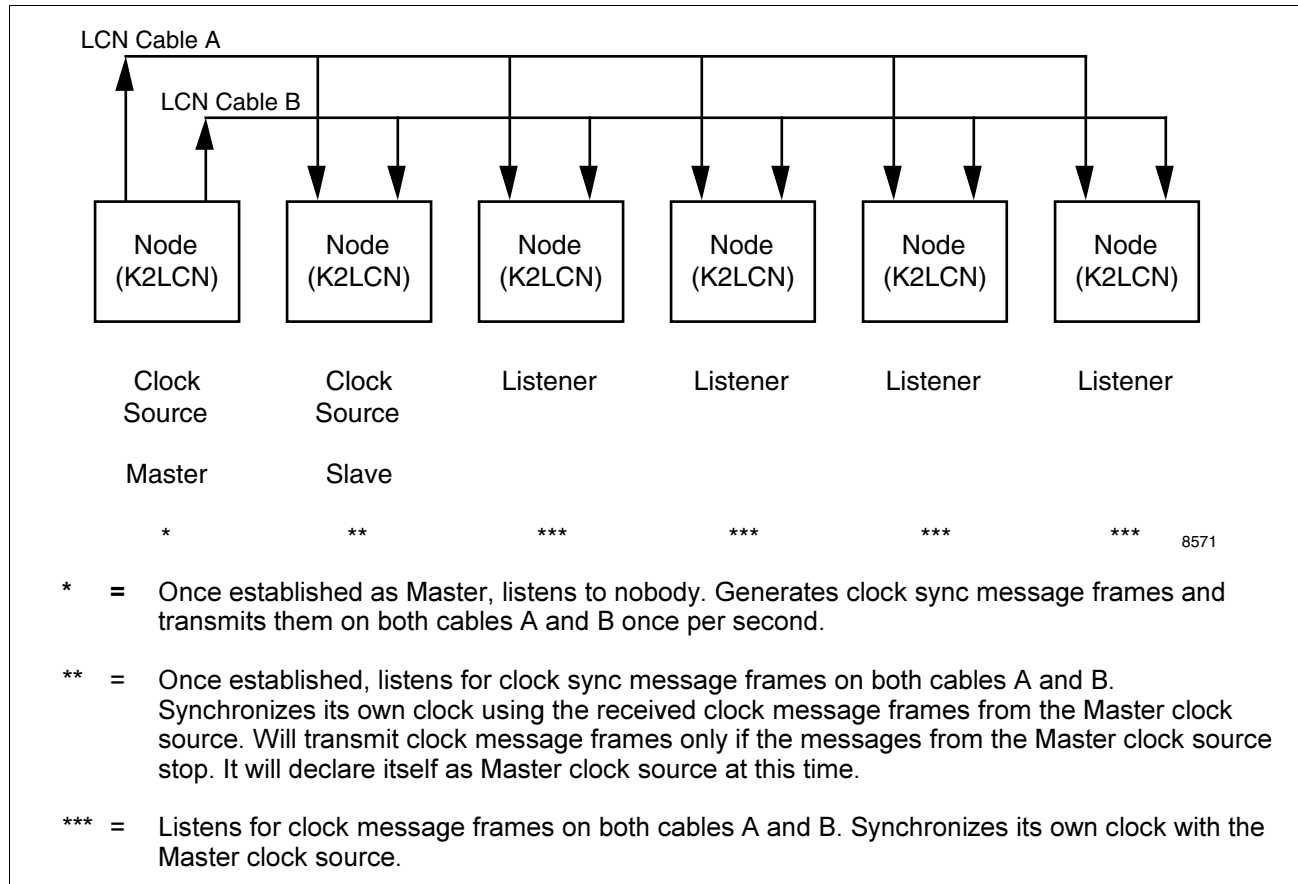 LCN Cable A
LCN Cable B
Node (K2LCN)
Node (K2LCN)
Node (K2LCN)
Node (K2LCN)
Node (K2LCN)
Node (K2LCN)
Clock Source
Clock Source
Listener
Listener
Listener
Listener
Master
Slave
* ** *** *** *** *** 8571
* = Once established as Master, listens to nobody. Generates clock sync message frames and
transmits them on both cables A and B once per second.
** = Once established, listens for clock sync message frames on both cables A and B.
Synchronizes its own clock using the received clock message frames from the Master clock
source. Will transmit clock message frames only if the messages from the Master clock source
stop. It will declare itself as Master clock source at this time.
*** = Listens for clock message frames on both cables A and B. Synchronizes its own clock with the
Master clock source.